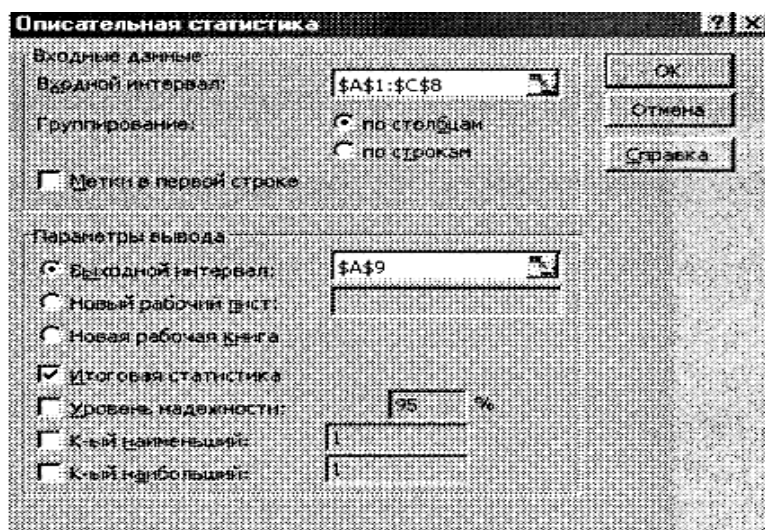 Описательная статистика ? X
Входные данные
Входной интервал: $A$1:$C$8
Группирование: по столбцам
по строкам
Метки в первой строке
OK
Отмена
Справка
Параметры вывода
Выходной интервал: $A$9
Новый рабочий лист:
Новая рабочая книга
Итоговая статистика
Уровень надежности: 95 %
К-ый наименьший: 1
К-ый наибольший: 1